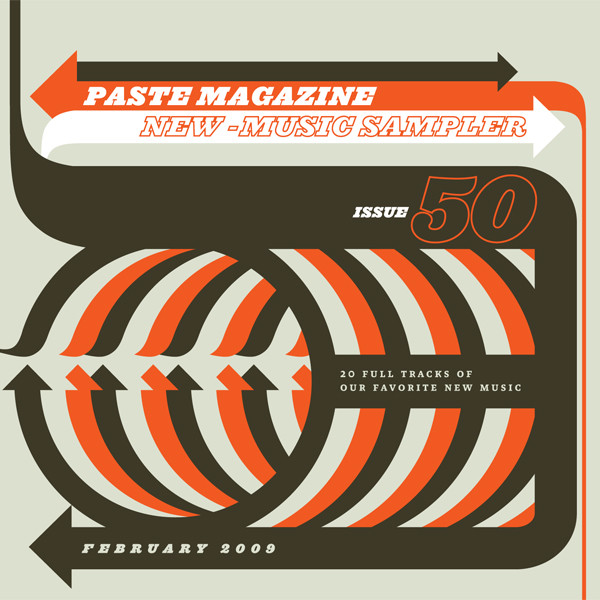 PASTE MAGAZINE
NEW-MUSIC SAMPLER
ISSUE 50
20 FULL TRACKS OF
OUR FAVORITE NEW MUSIC
FEBRUARY 2009